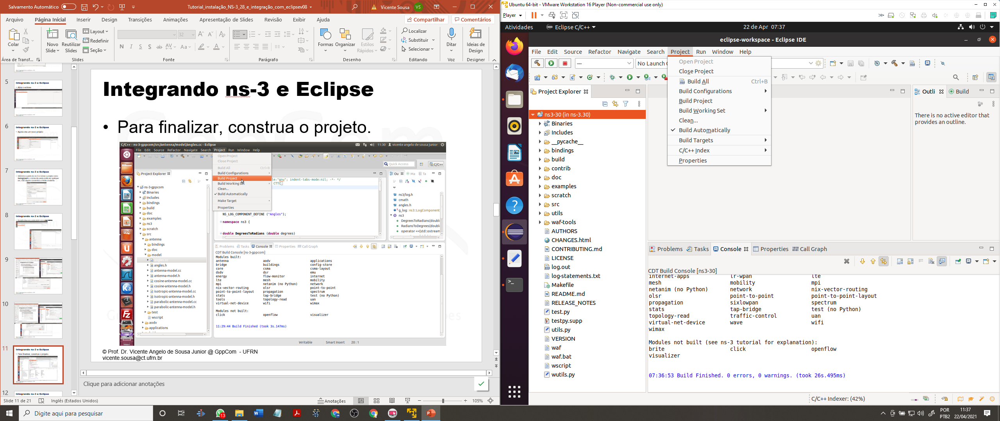 Salvamento Automático
Tutorial_instalação_NS-3_28_e_integração_com_eclipsev08
Vicente Sousa
VS
Arquivo
Página Inicial
Inserir
Design
Transições
Animações
Apresentação de Slides
Revisão
Exibir
Ajuda
Compartilhar
Comentários
Colar
Novo Slide
Reutilizar Slides
Layout
Redefinir
Seção
32
Formas
Organizar
Estilos Rápidos
Localizar
Substituir
Selecionar
Ditar
Ideias de Design
Área de Transf...
Slides
Fonte
Parágrafo
Desenho
Editando
Voz
Designer
5
Integrando ns-3 e Eclipse
6
Integrando ns-3 e Eclipse
7
Integrando ns-3 e Eclipse
8
Integrando ns-3 e Eclipse
9
10
11
Integrando ns-3 e Eclipse
Para finalizar, construa o projeto
12
Integrando ns-3 e Eclipse
Integrando ns-3 e Eclipse
• Para finalizar, construa o projeto.
C/C++ - ns-3-gppcom/src/antenna/model/angles.cc - Eclipse
11:30
vicente angelo de sousa junior
File Edit Source Refactor Navigate Search Project Run Window Help
Open Project
Close Project
Build All Ctrl+B
Build Configurations
Build Project
Build Working Set
Clean...
Build Automatically
Make Target
Properties
Quick Access
C/C++
Project Explorer
ns-3-gppcom
Binaries
Includes
bindings
build
doc
examples
ns3
scratch
src
antenna
bindings
doc
model
angles.cc
angles.h
antenna-model.cc
antenna-model.h
cosine-antenna-model.cc
cosine-antenna-model.h
isotropic-antenna-model.cc
isotropic-antenna-model.h
parabolic-antenna-model.cc
parabolic-antenna-model.h
test
wscript
aodv
applications
le:"gnu"; indent-tabs-mode:nil; -*- */
CTTC
NS_LOG_COMPONENT_DEFINE ("Angles");
namespace ns3 {
double DegreesToRadians (double degrees)
Ou
Ma
Ta
ns3/log.h
cmath
angles.h
g_log : ns3::LogComponent
ns3
DegreesToRadians(double
RadiansToDegrees(double
operator <<(std::ostream
Problems Tasks Console Properties Call Graph
CDT Build Console [ns-3-gppcom]
Modules built:
antenna aodv applications
bridge buildings config-store
core csma csma-layout
dsdv dsr emu
energy flow-monitor internet
lte mesh mobility
mpi netanim (no Python) network
nix-vector-routing olsr point-to-point
point-to-point-layout propagation spectrum
stats tap-bridge test (no Python)
tools topology-read uan
virtual-net-device wifi wimax
Modules not built:
click openflow visualizer
11:29:44 Build Finished (took 3s.147ms)
Writable Smart Insert 20 : 1
© Prof. Dr. Vicente Angelo de Sousa Junior @ GppCom - UFRN
vicente.sousa@ct.ufrn.br
Clique para adicionar anotações
Slide 11 de 21
Inglês (Estados Unidos)
Anotações
105%
Ubuntu 64-bit - VMware Workstation 16 Player (Non-commercial use only)
Player
Atividades
Eclipse C/C++
22 de Apr 07:37
eclipse-workspace - Eclipse IDE
File Edit Source Refactor Navigate Search Project Run Window Help
---
No Launch C
Open Project
Close Project
Build All Ctrl+B
Build Configurations
Build Project
Build Working Set
Clean...
Build Automatically
Build Targets
C/C++ Index
Properties
Project Explorer
ns3-30 (in ns-3.30)
Binaries
Includes
__pycache__
bindings
build
contrib
doc
examples
scratch
src
utils
waf-tools
AUTHORS
CHANGES.html
CONTRIBUTING.md
LICENSE
log.out
log-statements.txt
Makefile
README.md
RELEASE_NOTES
test.py
testpy.supp
utils.py
VERSION
waf
waf.bat
wscript
wutils.py
Outli
Build
There is no active editor that
provides an outline.
Problems Tasks Console Properties Call Graph
CDT Build Console [ns3-30]
internet-apps lr-wpan lte
mesh mobility mpi
netanim (no Python) network nix-vector-routing
olsr point-to-point point-to-point-layout
propagation sixlowpan spectrum
stats tap-bridge test (no Python)
topology-read traffic-control uan
virtual-net-device wave wifi
wimax
Modules not built (see ns-3 tutorial for explanation):
brite click openflow
visualizer
07:36:53 Build Finished. 0 errors, 0 warnings. (took 26s.495ms)
C/C++ Indexer: (42%)
Digite aqui para pesquisar
13
POR
PTB2
11:37
22/04/2021